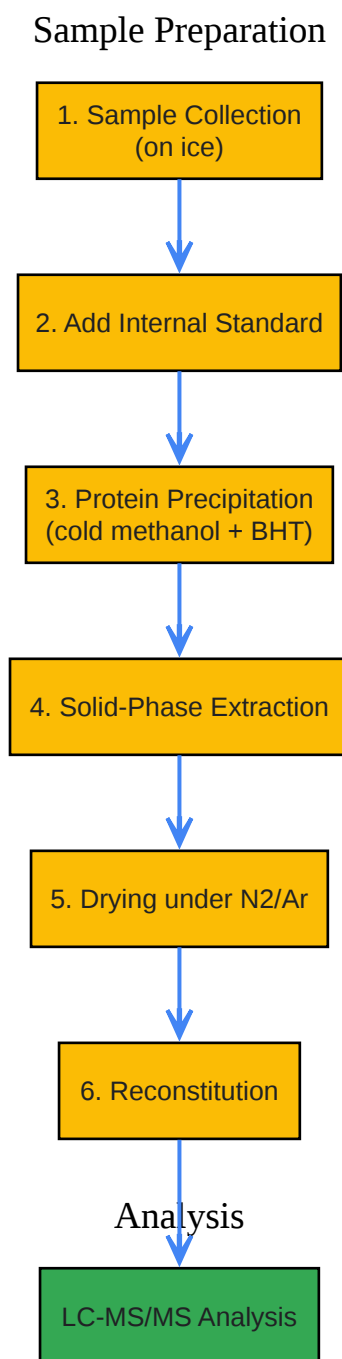 Sample Preparation
1. Sample Collection
(on ice)
2. Add Internal Standard
3. Protein Precipitation
(cold methanol + BHT)
4. Solid-Phase Extraction
5. Drying under N2/Ar
6. Reconstitution
Analysis
LC-MS/MS Analysis